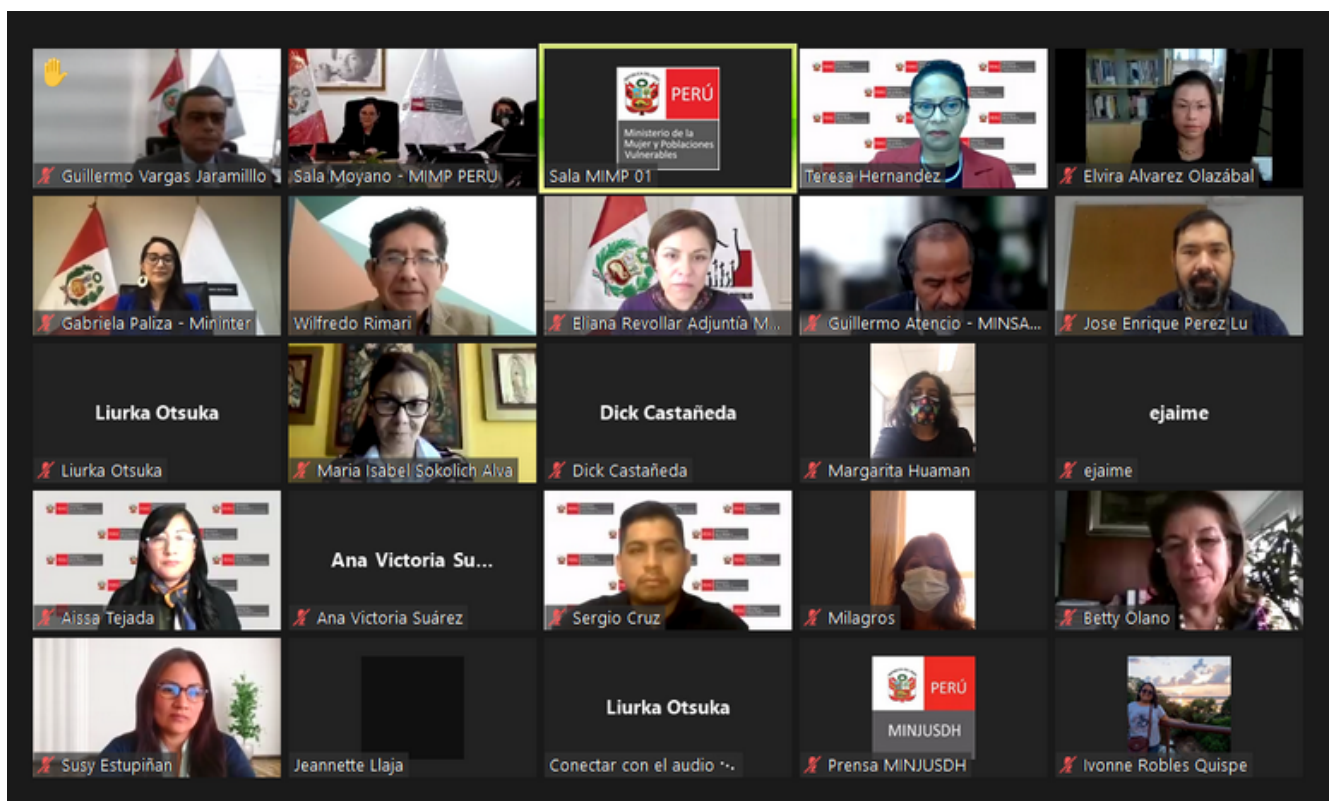 Guillermo Vargas Jaramilllo
Sala Moyano - MIMP PERÚ
PERÚ
Ministerio de la
Mujer y Poblaciones
Vulnerables
Sala MIMP 01
Teresa Hernandez
Elvira Alvarez Olazábal
Gabriela Paliza - Mininter
Wilfredo Rimari
Eliana Revollar Adjuntía M...
Guillermo Atencio - MINSA...
Jose Enrique Perez Lu
Liurka Otsuka
Liurka Otsuka
Maria Isabel Sokolich Alva
Dick Castañeda
Dick Castañeda
Margarita Huaman
ejaime
ejaime
Aissa Tejada
Ana Victoria Su...
Ana Victoria Suárez
Sergio Cruz
Milagros
Betty Olano
Susy Estupiñan
Jeannette Llaja
Liurka Otsuka
Conectar con el audio ·.
PERÚ
MINJUSDH
Prensa MINJUSDH
Ivonne Robles Quispe